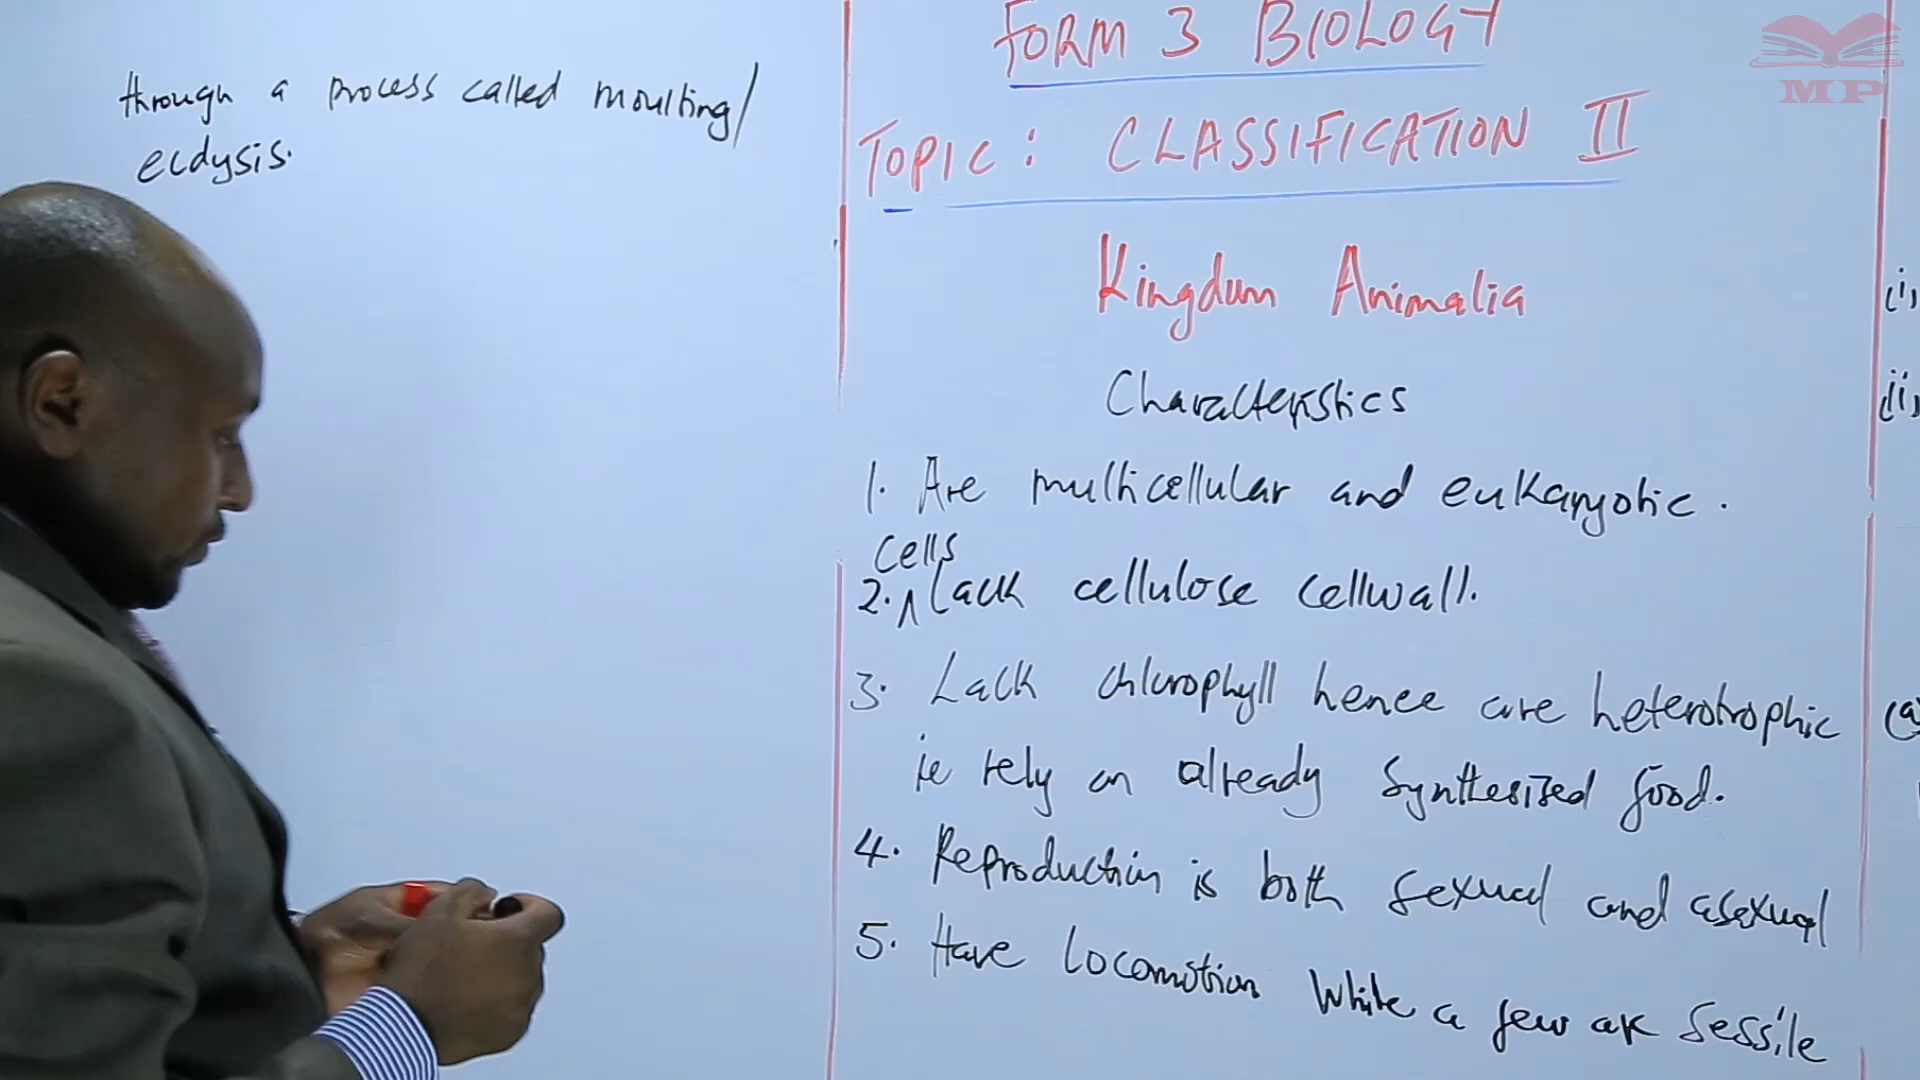 through a process called moulting/
ecdysis.
FORM 3 BIOLOGY
TOPIC: CLASSIFICATION II
Kingdom Animalia
Characteristics
1. Are multicellular and eukaryotic.
cells
2. ^ Lack cellulose cellwall.
3. Lack chlorophyll hence are heterotrophic
ie rely on already synthesised food.
4. Reproduction is both sexual and asexual
5. Have locomotion while a few are sessile
(i)
(ii)
(a)
MP